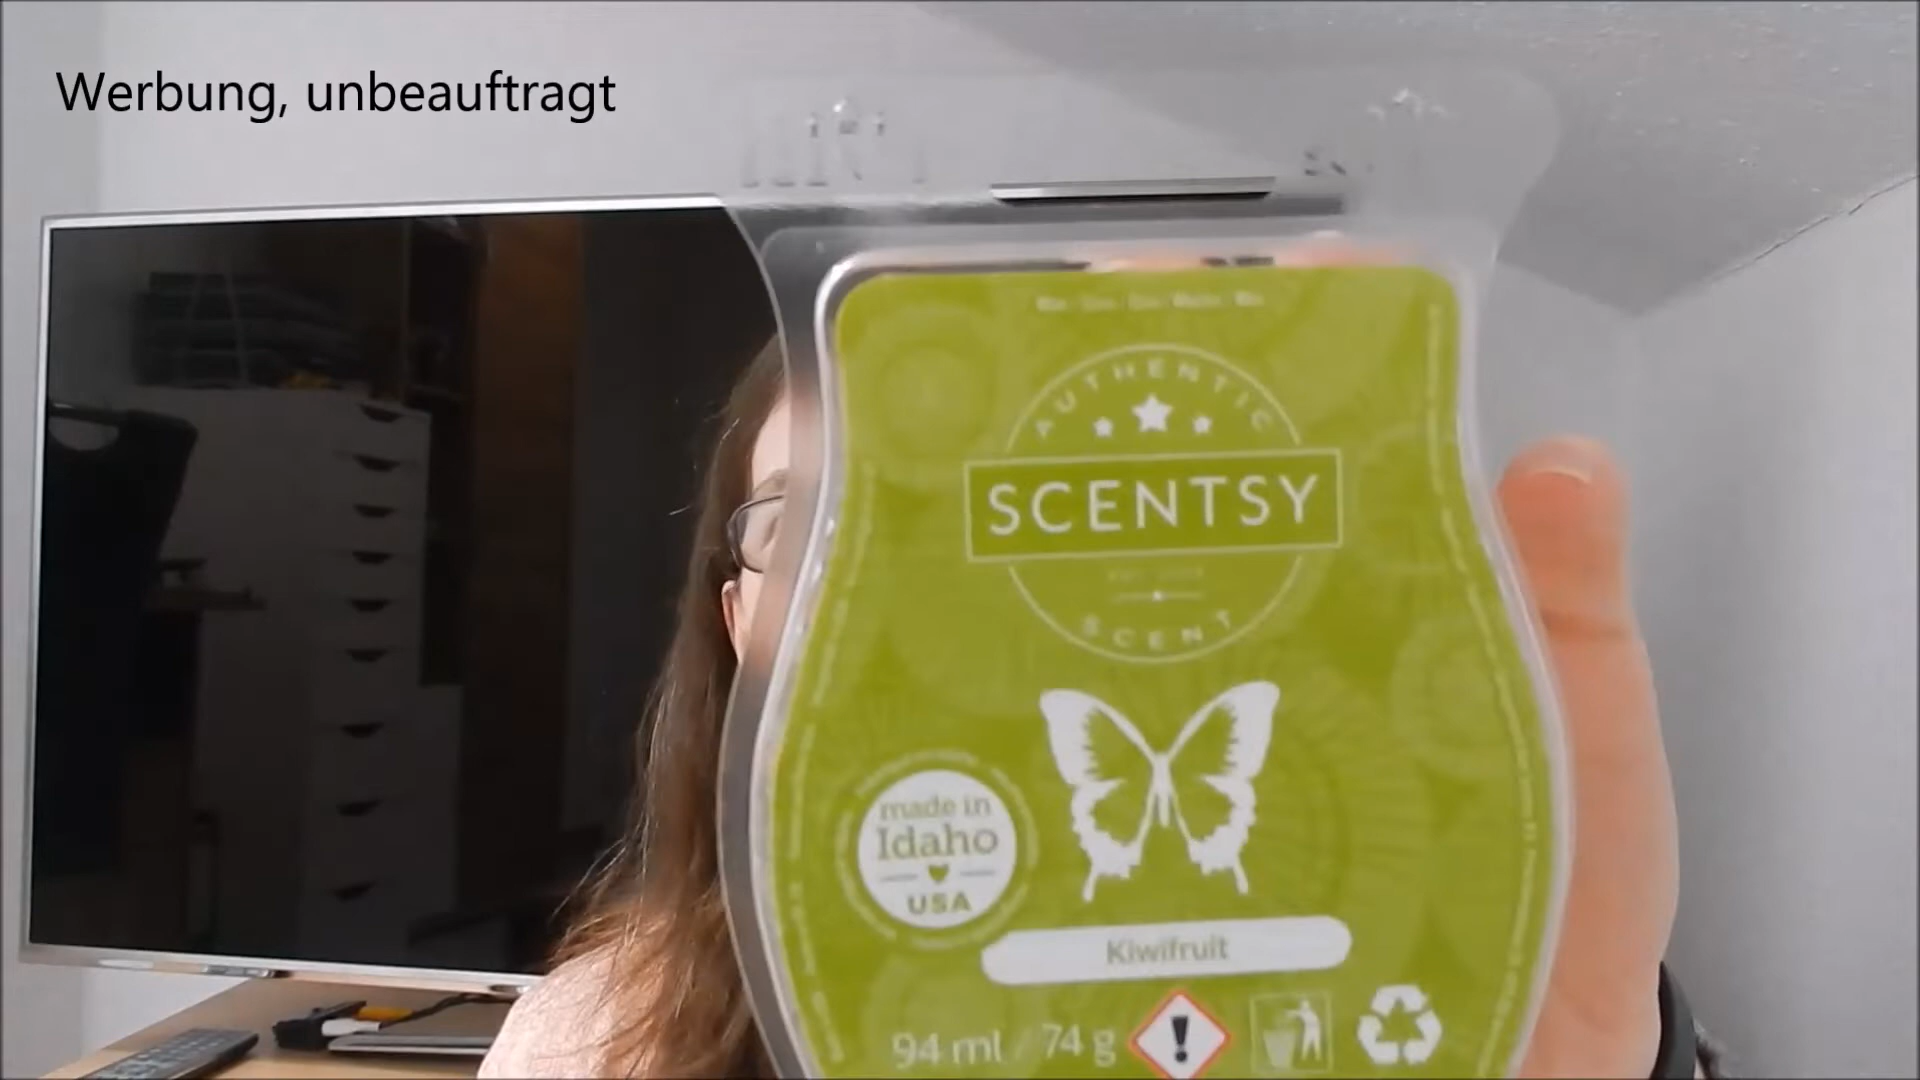 Werbung, unbeauftragt
AUTHENTIC
SCENTSY
SCENT
made in
Idaho
USA
Kiwifruit
94 ml / 74 g